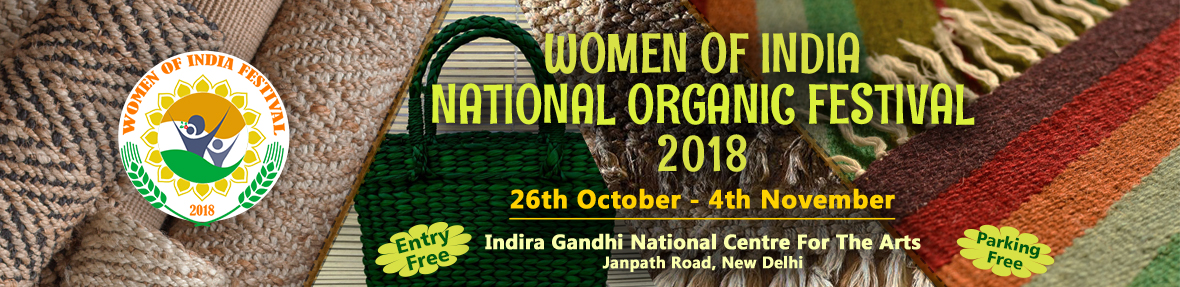 WOMEN OF INDIA FESTIVAL
2018
WOMEN OF INDIA
NATIONAL ORGANIC FESTIVAL
2018
26th October - 4th November
Entry
Free
Indira Gandhi National Centre For The Arts
Janpath Road, New Delhi
Parking
Free